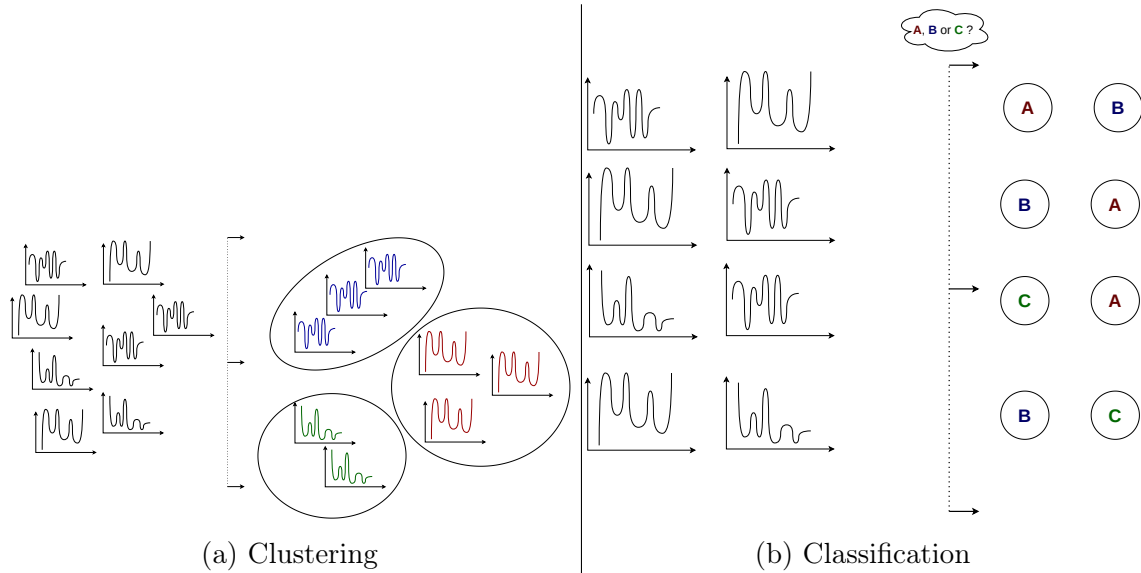 A, B or C ?
A B
B A
C A
B C
(a) Clustering
(b) Classification